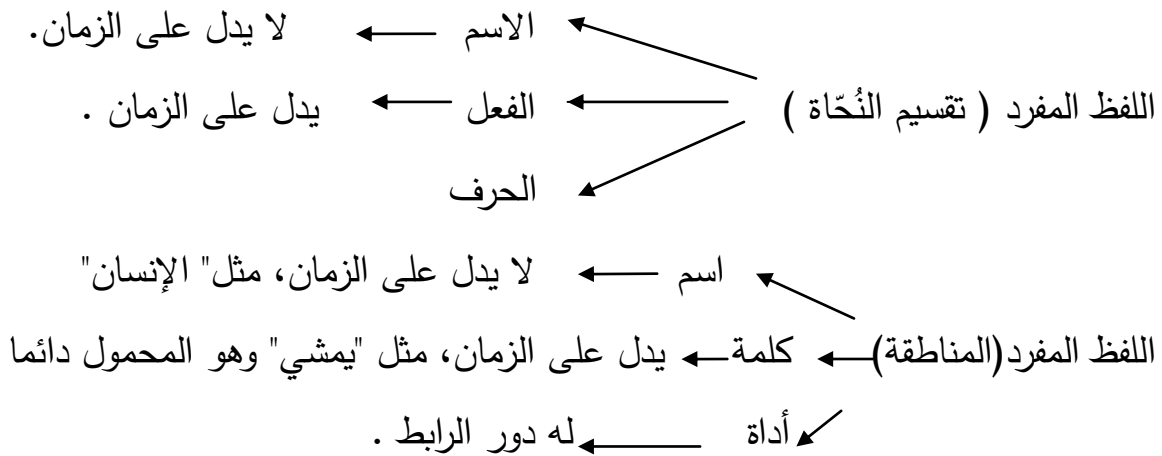 الاسم لا يدل على الزمان.
اللفظ المفرد ( تقسيم النُحّاة ) الفعل يدل على الزمان .
الحرف
اسم لا يدل على الزمان، مثل" الإنسان"
اللفظ المفرد(المناطقة) كلمة يدل على الزمان، مثل "يمشي" وهو المحمول دائما
أداة له دور الرابط .